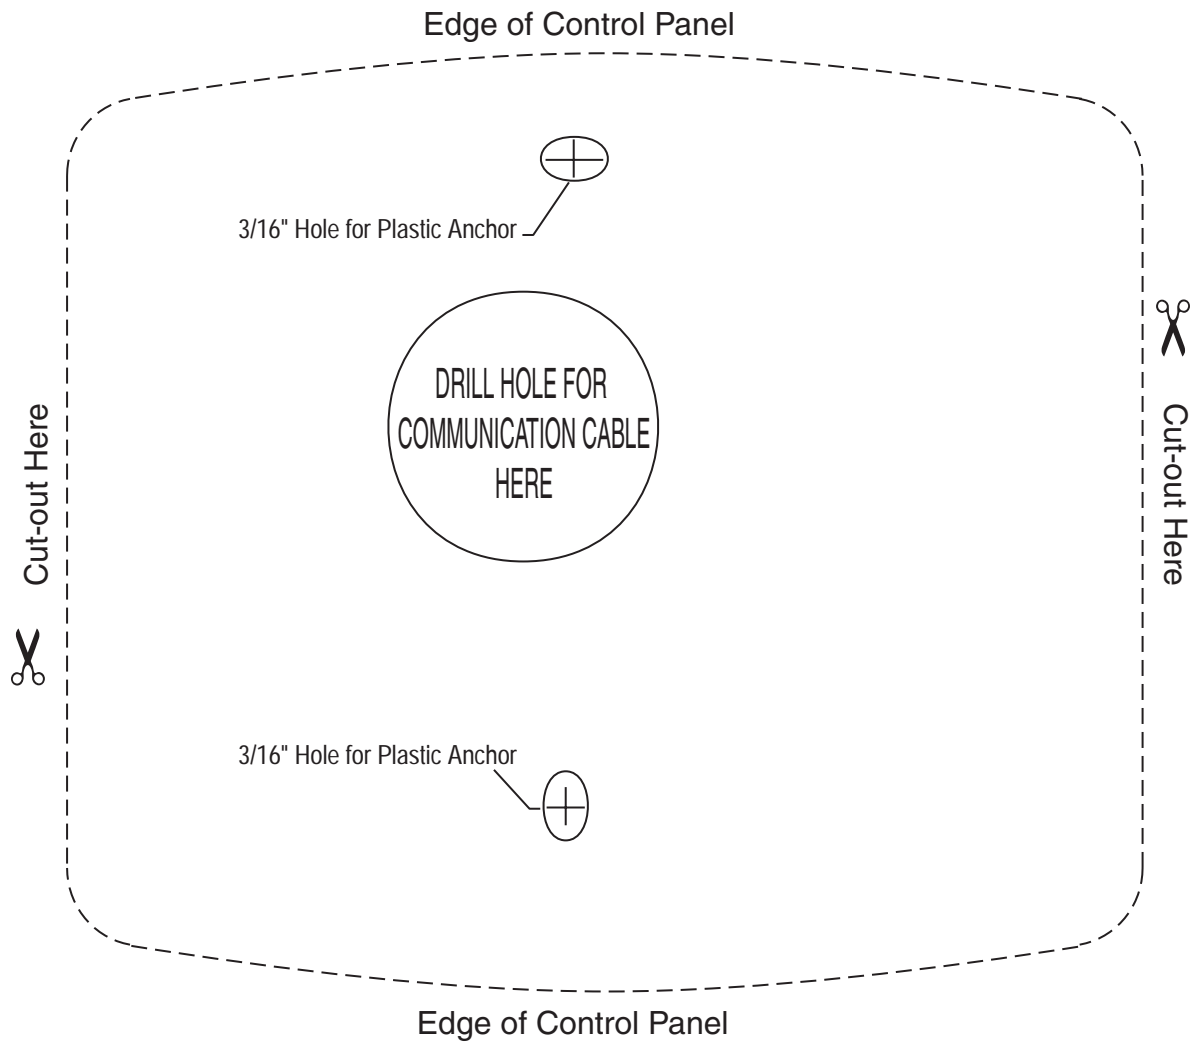 Edge of Control Panel
3/16" Hole for Plastic Anchor
DRILL HOLE FOR
COMMUNICATION CABLE
HERE
Cut-out Here
Cut-out Here
3/16" Hole for Plastic Anchor
Edge of Control Panel